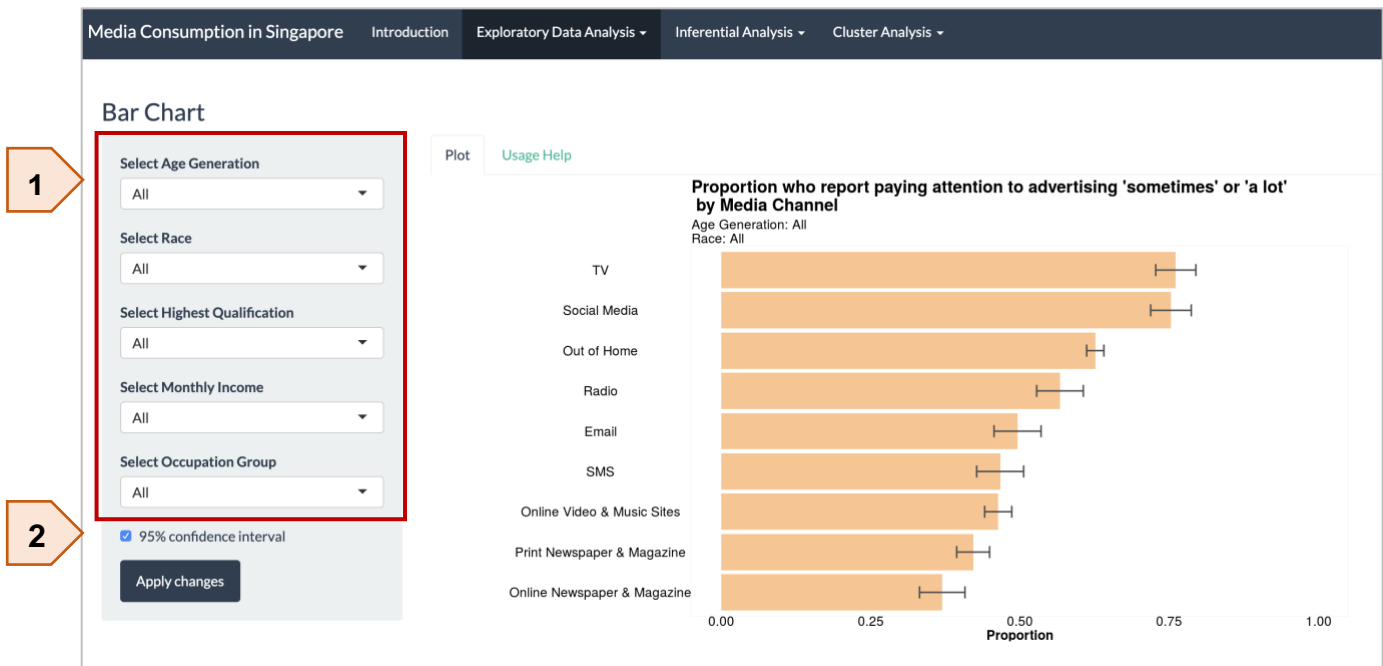 Media Consumption in Singapore Introduction Exploratory Data Analysis Inferential Analysis Cluster Analysis
Bar Chart
1
Select Age Generation
All
Select Race
All
Select Highest Qualification
All
Select Monthly Income
All
Select Occupation Group
All
2
95% confidence interval
Apply changes
Plot Usage Help
Proportion who report paying attention to advertising 'sometimes' or 'a lot'
by Media Channel
Age Generation: All
Race: All
TV
Social Media
Out of Home
Radio
Email
SMS
Online Video & Music Sites
Print Newspaper & Magazine
Online Newspaper & Magazine
0.00 0.25 0.50 0.75 1.00
Proportion